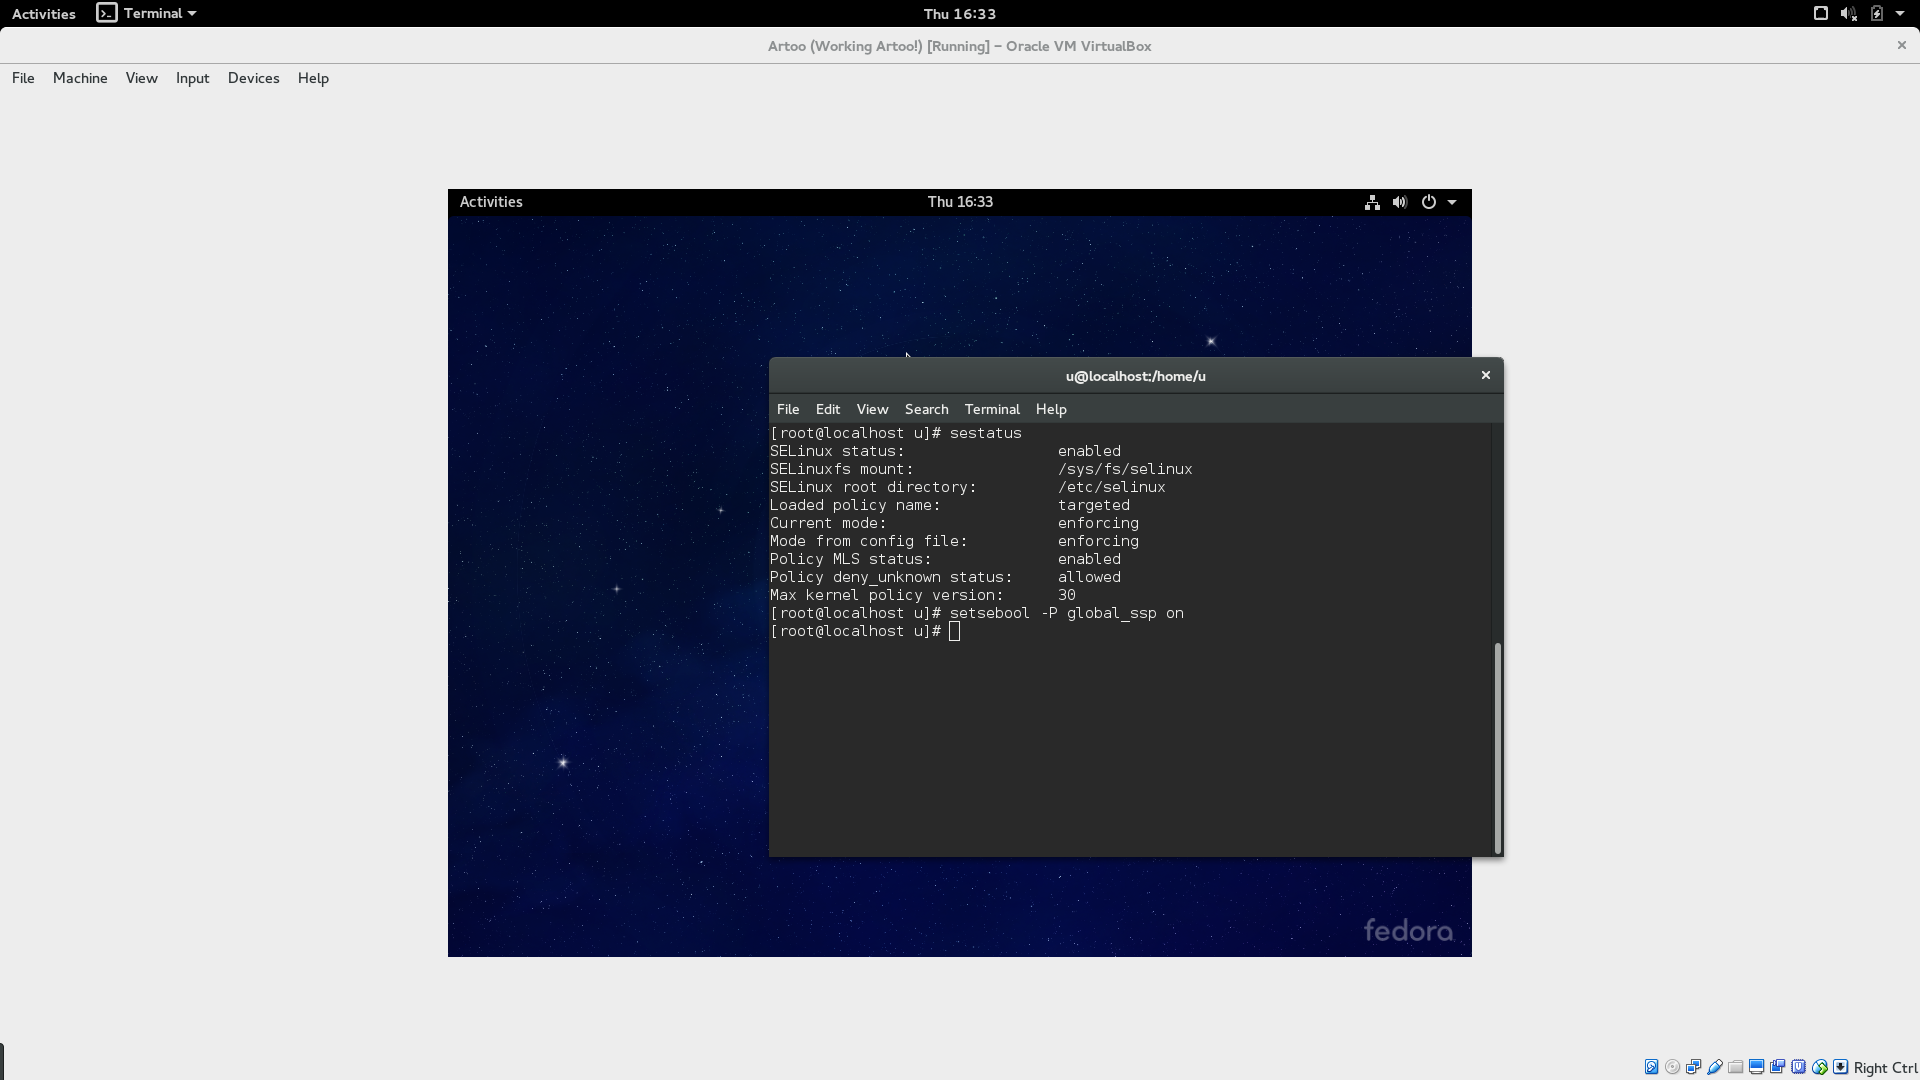 Activities Terminal Thu 16:33
Artoo (Working Artoo!) [Running] – Oracle VM VirtualBox
File Machine View Input Devices Help
Activities Thu 16:33
u@localhost:/home/u
File Edit View Search Terminal Help
[root@localhost u]# sestatus
SELinux status: enabled
SELinuxfs mount: /sys/fs/selinux
SELinux root directory: /etc/selinux
Loaded policy name: targeted
Current mode: enforcing
Mode from config file: enforcing
Policy MLS status: enabled
Policy deny_unknown status: allowed
Max kernel policy version: 30
[root@localhost u]# setsebool -P global_ssp on
[root@localhost u]#
fedora
Right Ctrl